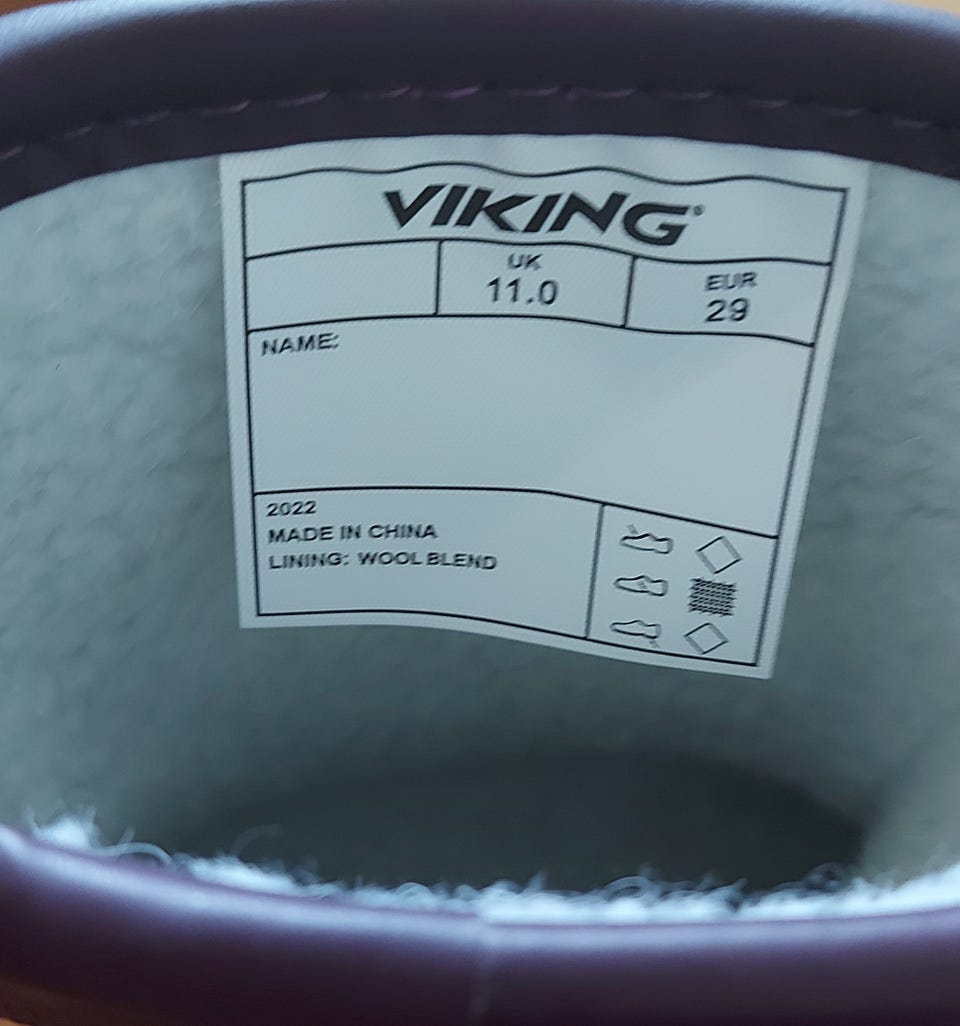 VIKING®
UK
11.0
EUR
29
NAME:
2022
MADE IN CHINA
LINING: WOOL BLEND